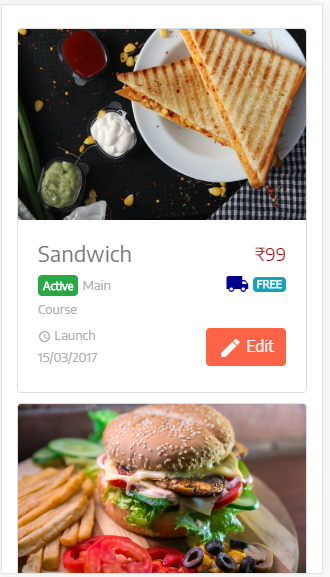 Sandwich ₹99
Active Main FREE
Course
Launch
15/03/2017 Edit